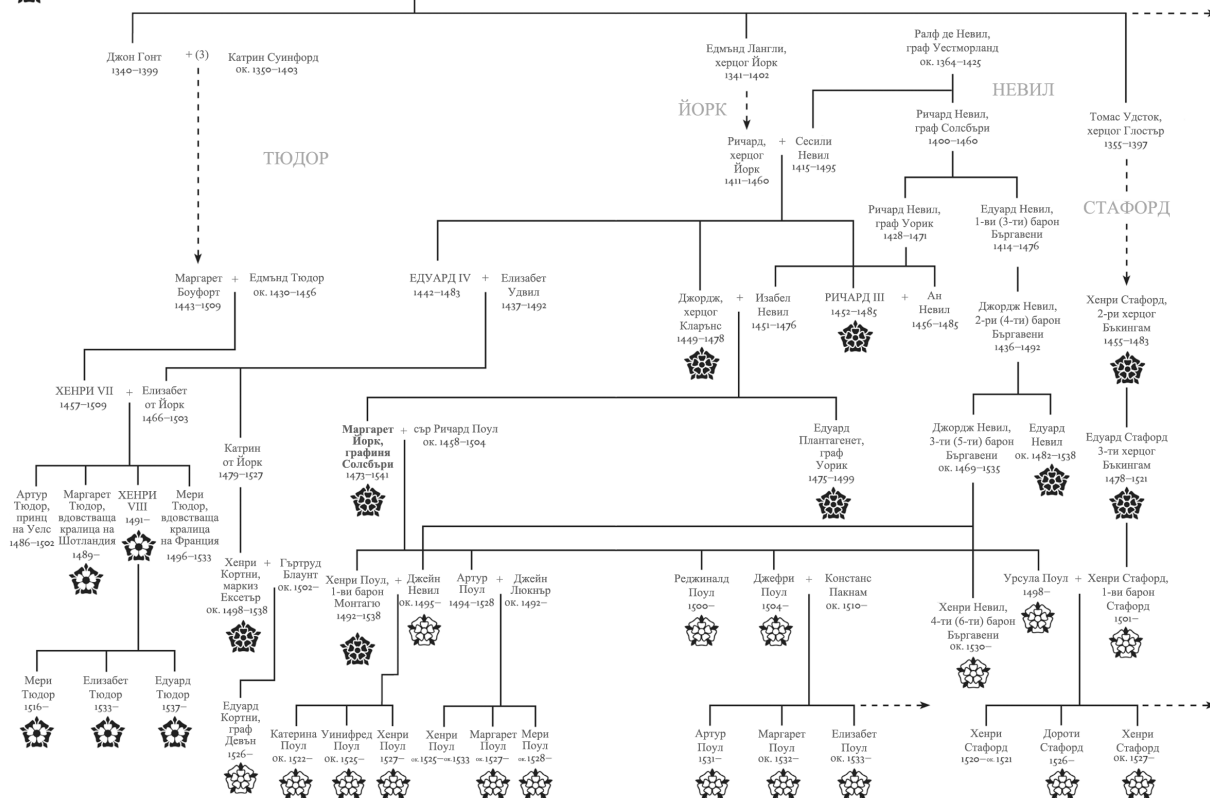 Джон Гонт
1340–1399
+ (3)
Катрин Суинфорд
ок. 1350–1403
Едмънд Лангли,
херцог Йорк
1341–1402
Ралф де Невил,
граф Уестморланд
ок. 1364–1425
НЕВИЛ
ЙОРК
Ричард Невил,
граф Солсбъри
1400–1460
Томас Удсток,
херцог Глостър
1355–1397
ТЮДОР
Ричард,
херцог
Йорк
1411–1460
+
Сесили
Невил
1415–1495
СТАФОРД
Ричард Невил,
граф Уорик
1428–1471
Едуард Невил,
1-ви (3-ти) барон
Бъргавени
1414–1476
Маргарет
Боуфорт
1443–1509
+
Едмънд Тюдор
ок. 1430–1456
ЕДУАРД IV
1442–1483
+
Елизабет
Удвил
1437–1492
Джордж,
херцог
Кларънс
1449–1478
+
Изабел
Невил
1451–1476
РИЧАРД III
1452–1485
+
Ан
Невил
1456–1485
Джордж Невил,
2-ри (4-ти) барон
Бъргавени
1436–1492
Хенри Стафорд,
2-ри херцог
Бъкингам
1455–1483
ХЕНРИ VII
1457–1509
+
Елизабет
от Йорк
1466–1503
Катрин
от Йорк
1479–1527
Маргарет
Йорк,
графиня
Солсбъри
1473–1541
+
сър Ричард Поул
ок. 1458–1504
Едуард
Плантагенет,
граф
Уорик
1475–1499
Джордж Невил,
3-ти (5-ти) барон
Бъргавени
ок. 1469–1535
Едуард
Невил
ок. 1482–1538
Едуард Стафорд
3-ти херцог
Бъкингам
1478–1521
Артур
Тюдор,
принц
на Уелс
1486–1502
Маргарет
Тюдор,
вдовстваща
кралица на
Шотландия
1489–
ХЕНРИ
VIII
1491–
Мери
Тюдор,
вдовстваща
кралица
на Франция
1496–1533
Хенри
Кортни,
маркиз
Ексетър
ок. 1498–1538
+
Гъртруд
Блаунт
ок. 1502–
Хенри Поул,
1-ви барон
Монтагю
1492–1538
+
Джейн
Невил
ок. 1495–
Артур
Поул
1494–1528
+
Джейн
Люкнър
ок. 1492–
Реджиналд
Поул
1500–
Джефри
Поул
1504–
+
Констанс
Пакнам
ок. 1510–
Хенри Невил,
4-ти (6-ти) барон
Бъргавени
ок. 1530–
Урсула Поул
1498–
+
Хенри Стафорд,
1-ви барон
Стафорд
1501–
Мери
Тюдор
1516–
Елизабет
Тюдор
1533–
Едуард
Тюдор
1537–
Едуард
Кортни,
граф
Девън
1526–
Катерина
Поул
ок. 1522–
Уинифред
Поул
ок. 1525–
Хенри
Поул
1527–
Хенри
Поул
ок. 1525–ок. 1533
Маргарет
Поул
ок. 1527–
Мери
Поул
ок. 1528–
Артур
Поул
1531–
Маргарет
Поул
ок. 1532–
Елизабет
Поул
ок. 1533–
Хенри
Стафорд
1520–ок. 1521
Дороти
Стафорд
1526–
Хенри
Стафорд
ок. 1527–